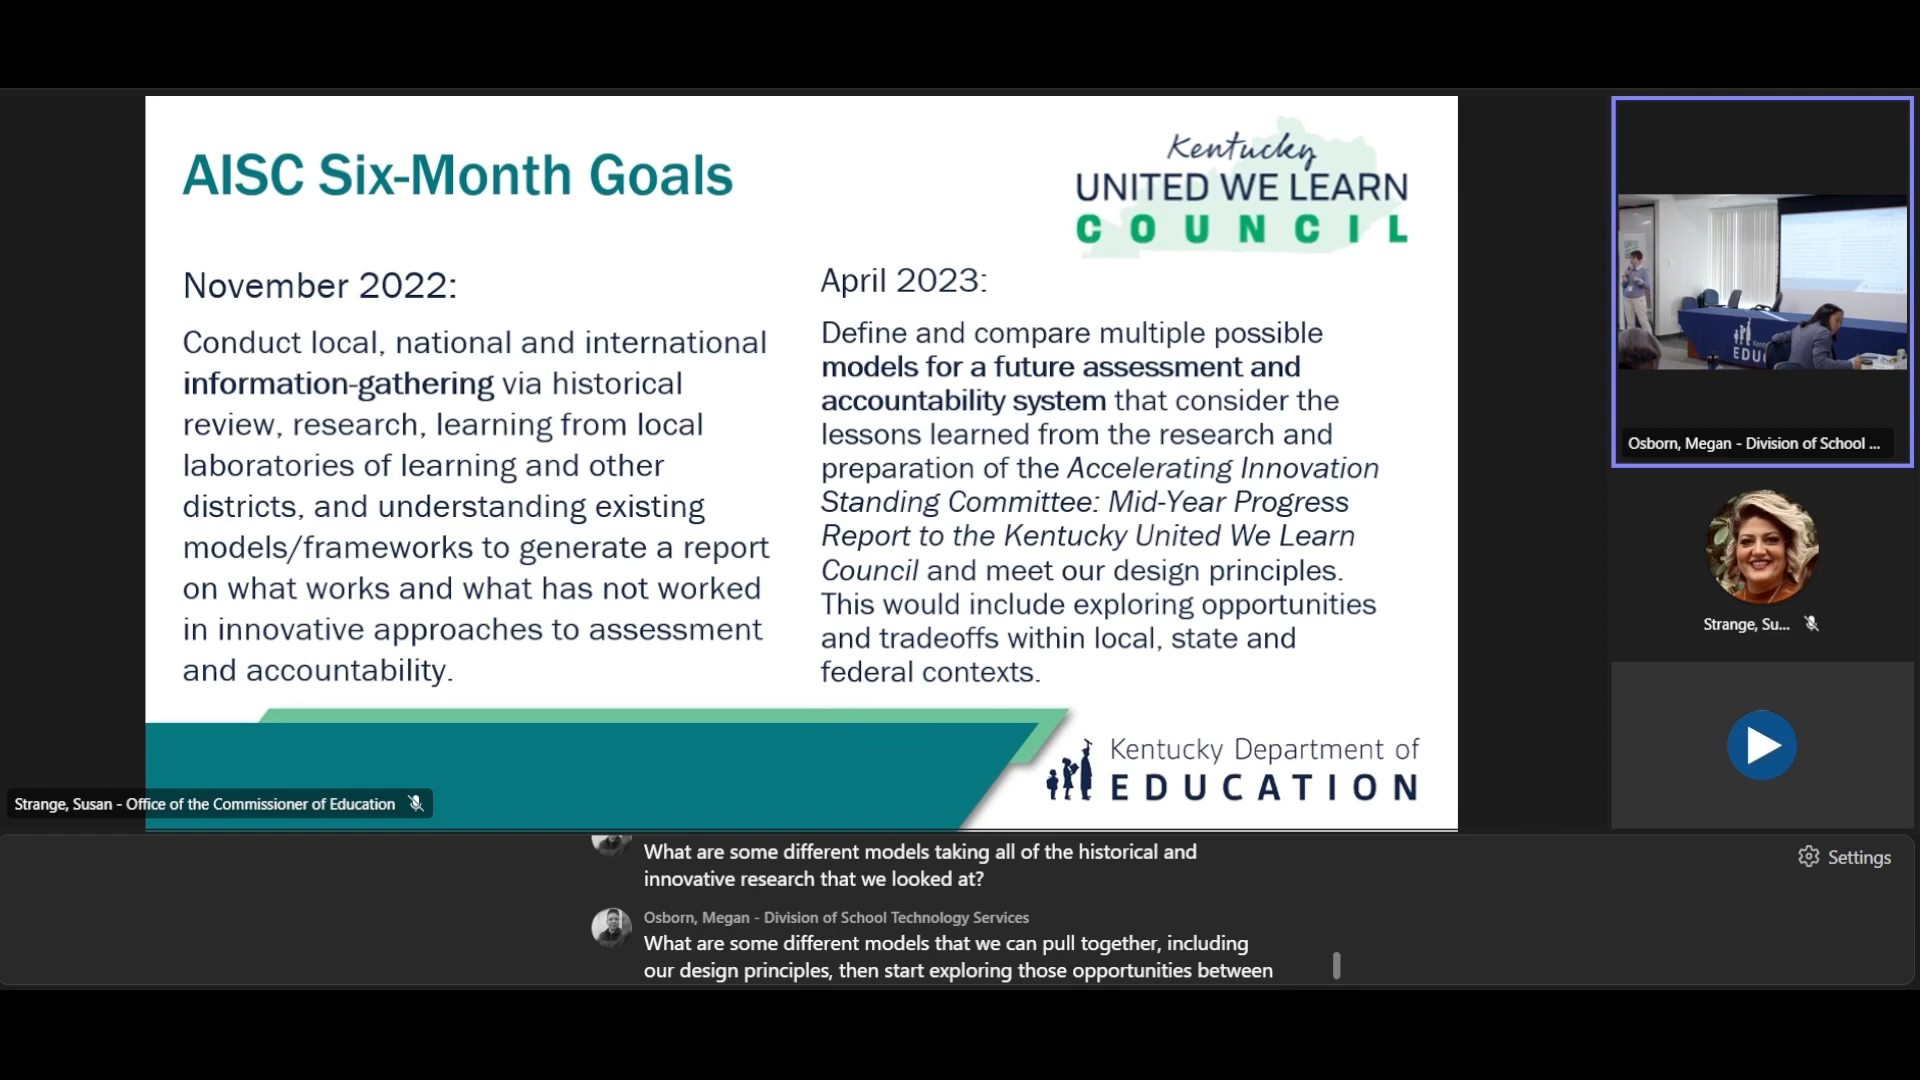 AISC Six-Month Goals
Kentucky
UNITED WE LEARN
COUNCIL
November 2022:
Conduct local, national and international
information-gathering via historical
review, research, learning from local
laboratories of learning and other
districts, and understanding existing
models/frameworks to generate a report
on what works and what has not worked
in innovative approaches to assessment
and accountability.
April 2023:
Define and compare multiple possible
models for a future assessment and
accountability system that consider the
lessons learned from the research and
preparation of the Accelerating Innovation
Standing Committee: Mid-Year Progress
Report to the Kentucky United We Learn
Council and meet our design principles.
This would include exploring opportunities
and tradeoffs within local, state and
federal contexts.
Kentucky Department of
EDUCATION
Strange, Susan - Office of the Commissioner of Education
Osborn, Megan - Division of School ...
Strange, Su...
What are some different models taking all of the historical and
innovative research that we looked at?
Osborn, Megan - Division of School Technology Services
What are some different models that we can pull together, including
our design principles, then start exploring those opportunities between
Settings